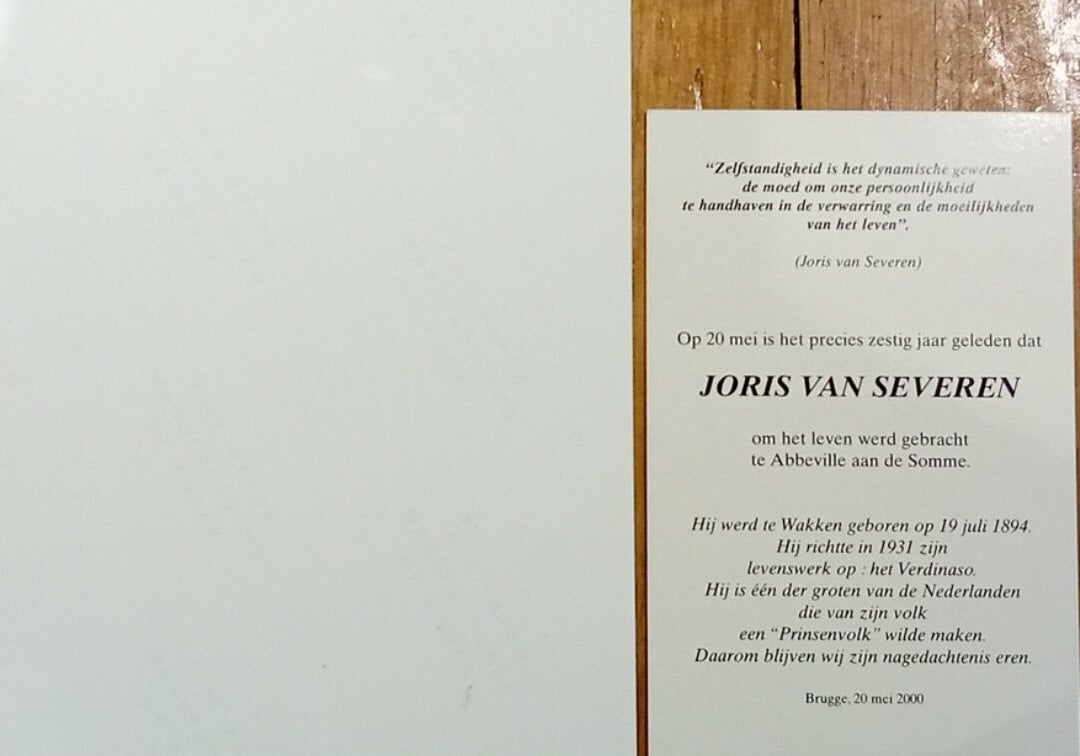 “Zelfstandigheid is het dynamische geweten:
de moed om onze persoonlijkheid
te handhaven in de verwarring en de moeilijkheden
van het leven”.
(Joris van Severen)
Op 20 mei is het precies zestig jaar geleden dat
JORIS VAN SEVEREN
om het leven werd gebracht
te Abbeville aan de Somme.
Hij werd te Wakken geboren op 19 juli 1894.
Hij richtte in 1931 zijn
levenswerk op : het Verdinaso.
Hij is één der groten van de Nederlanden
die van zijn volk
een “Prinsenvolk” wilde maken.
Daarom blijven wij zijn nagedachtenis eren.
Brugge, 20 mei 2000